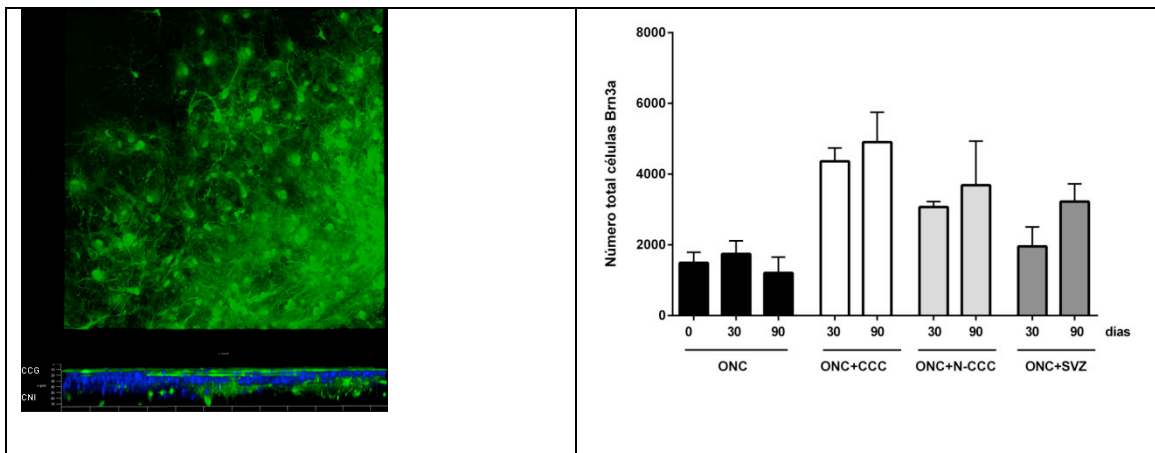 CCG
CNI
Número total células Brn3a
8000
6000
4000
2000
0
0 30 90 30 90 30 90 30 90 días
ONC ONC+CCC ONC+N-CCC ONC+SVZ